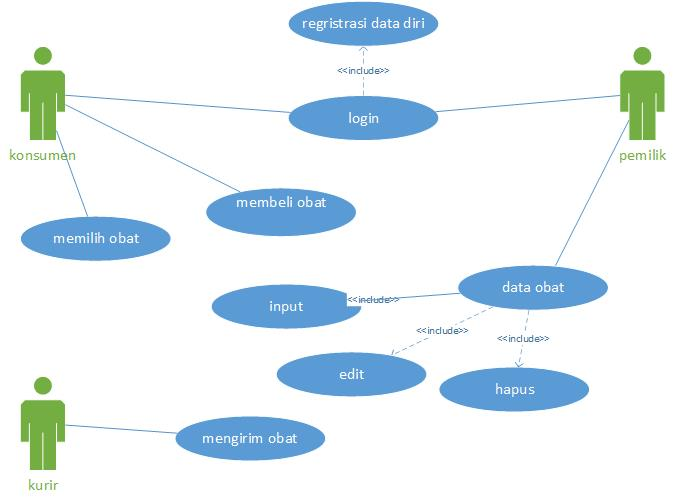 regristrasi data diri
<<include>>
login
konsumen
pemilik
membeli obat
memilih obat
data obat
<<include>>
input
<<include>>
<<include>>
edit
hapus
mengirim obat
kurir